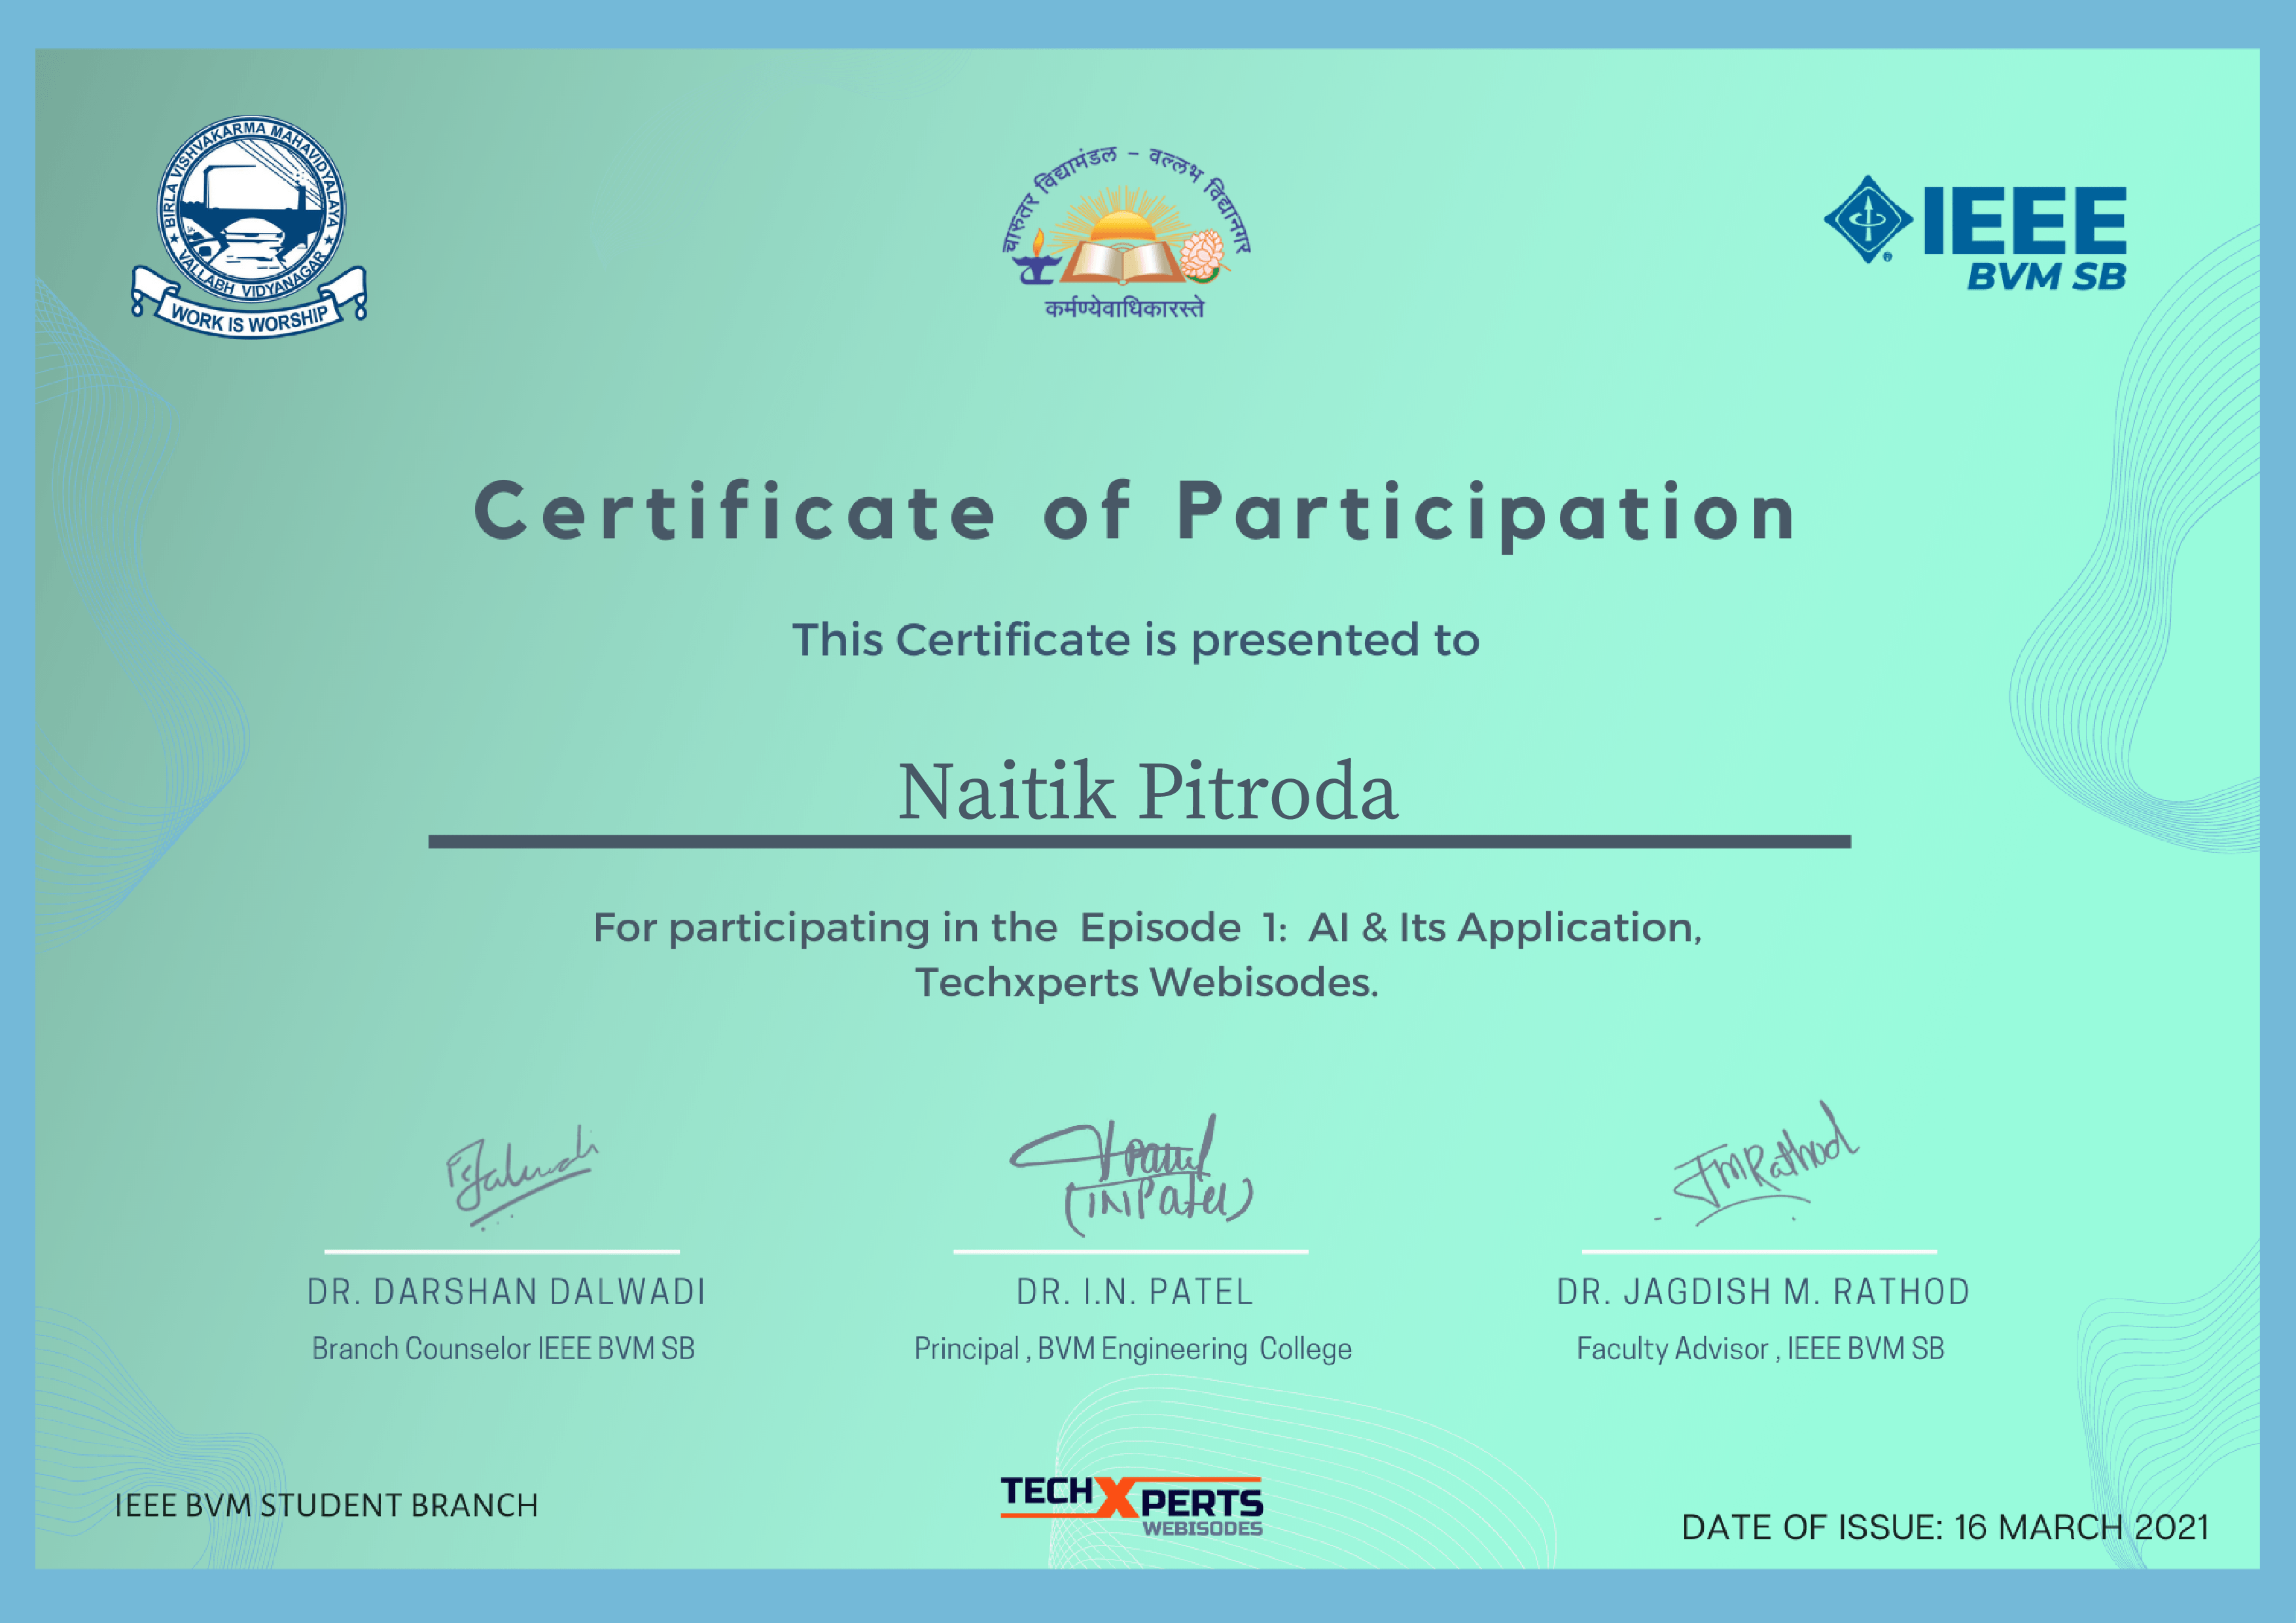 ★ BIRLA VISHVAKARMA MAHAVIDYALAYA ★
VALLABH VIDYANAGAR
WORK IS WORSHIP
चारुतर विद्यामंडल - वल्लभ विद्यानगर
कर्मण्येवाधिकारस्ते
IEEE
BVM SB
Certificate of Participation
This Certificate is presented to
Naitik Pitroda
For participating in the Episode 1: AI & Its Application,
Techxperts Webisodes.
(INPatel)
JMRathod
DR. DARSHAN DALWADI
Branch Counselor IEEE BVM SB
DR. I.N. PATEL
Principal , BVM Engineering College
DR. JAGDISH M. RATHOD
Faculty Advisor , IEEE BVM SB
IEEE BVM STUDENT BRANCH
TECHXPERTS
WEBISODES
DATE OF ISSUE: 16 MARCH 2021